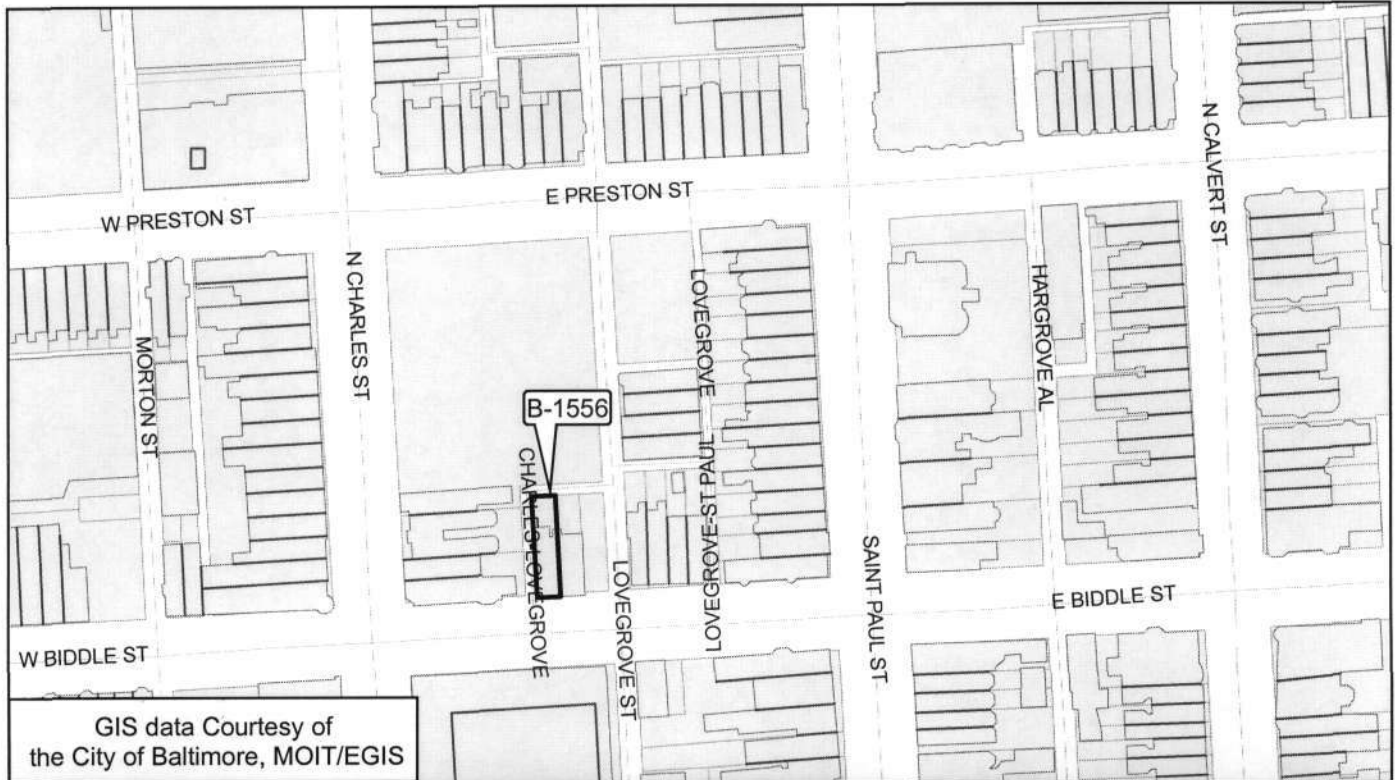 W PRESTON ST
E PRESTON ST
N CALVERT ST
N CHARLES ST
MORTON ST
LOVEGROVE
HARGROVE AL
B-1556
CHARLES-LOVEGROVE
LOVEGROVE-ST PAUL
LOVEGROVE ST
SAINT PAUL ST
E BIDDLE ST
W BIDDLE ST
GIS data Courtesy of
the City of Baltimore, MOIT/EGIS